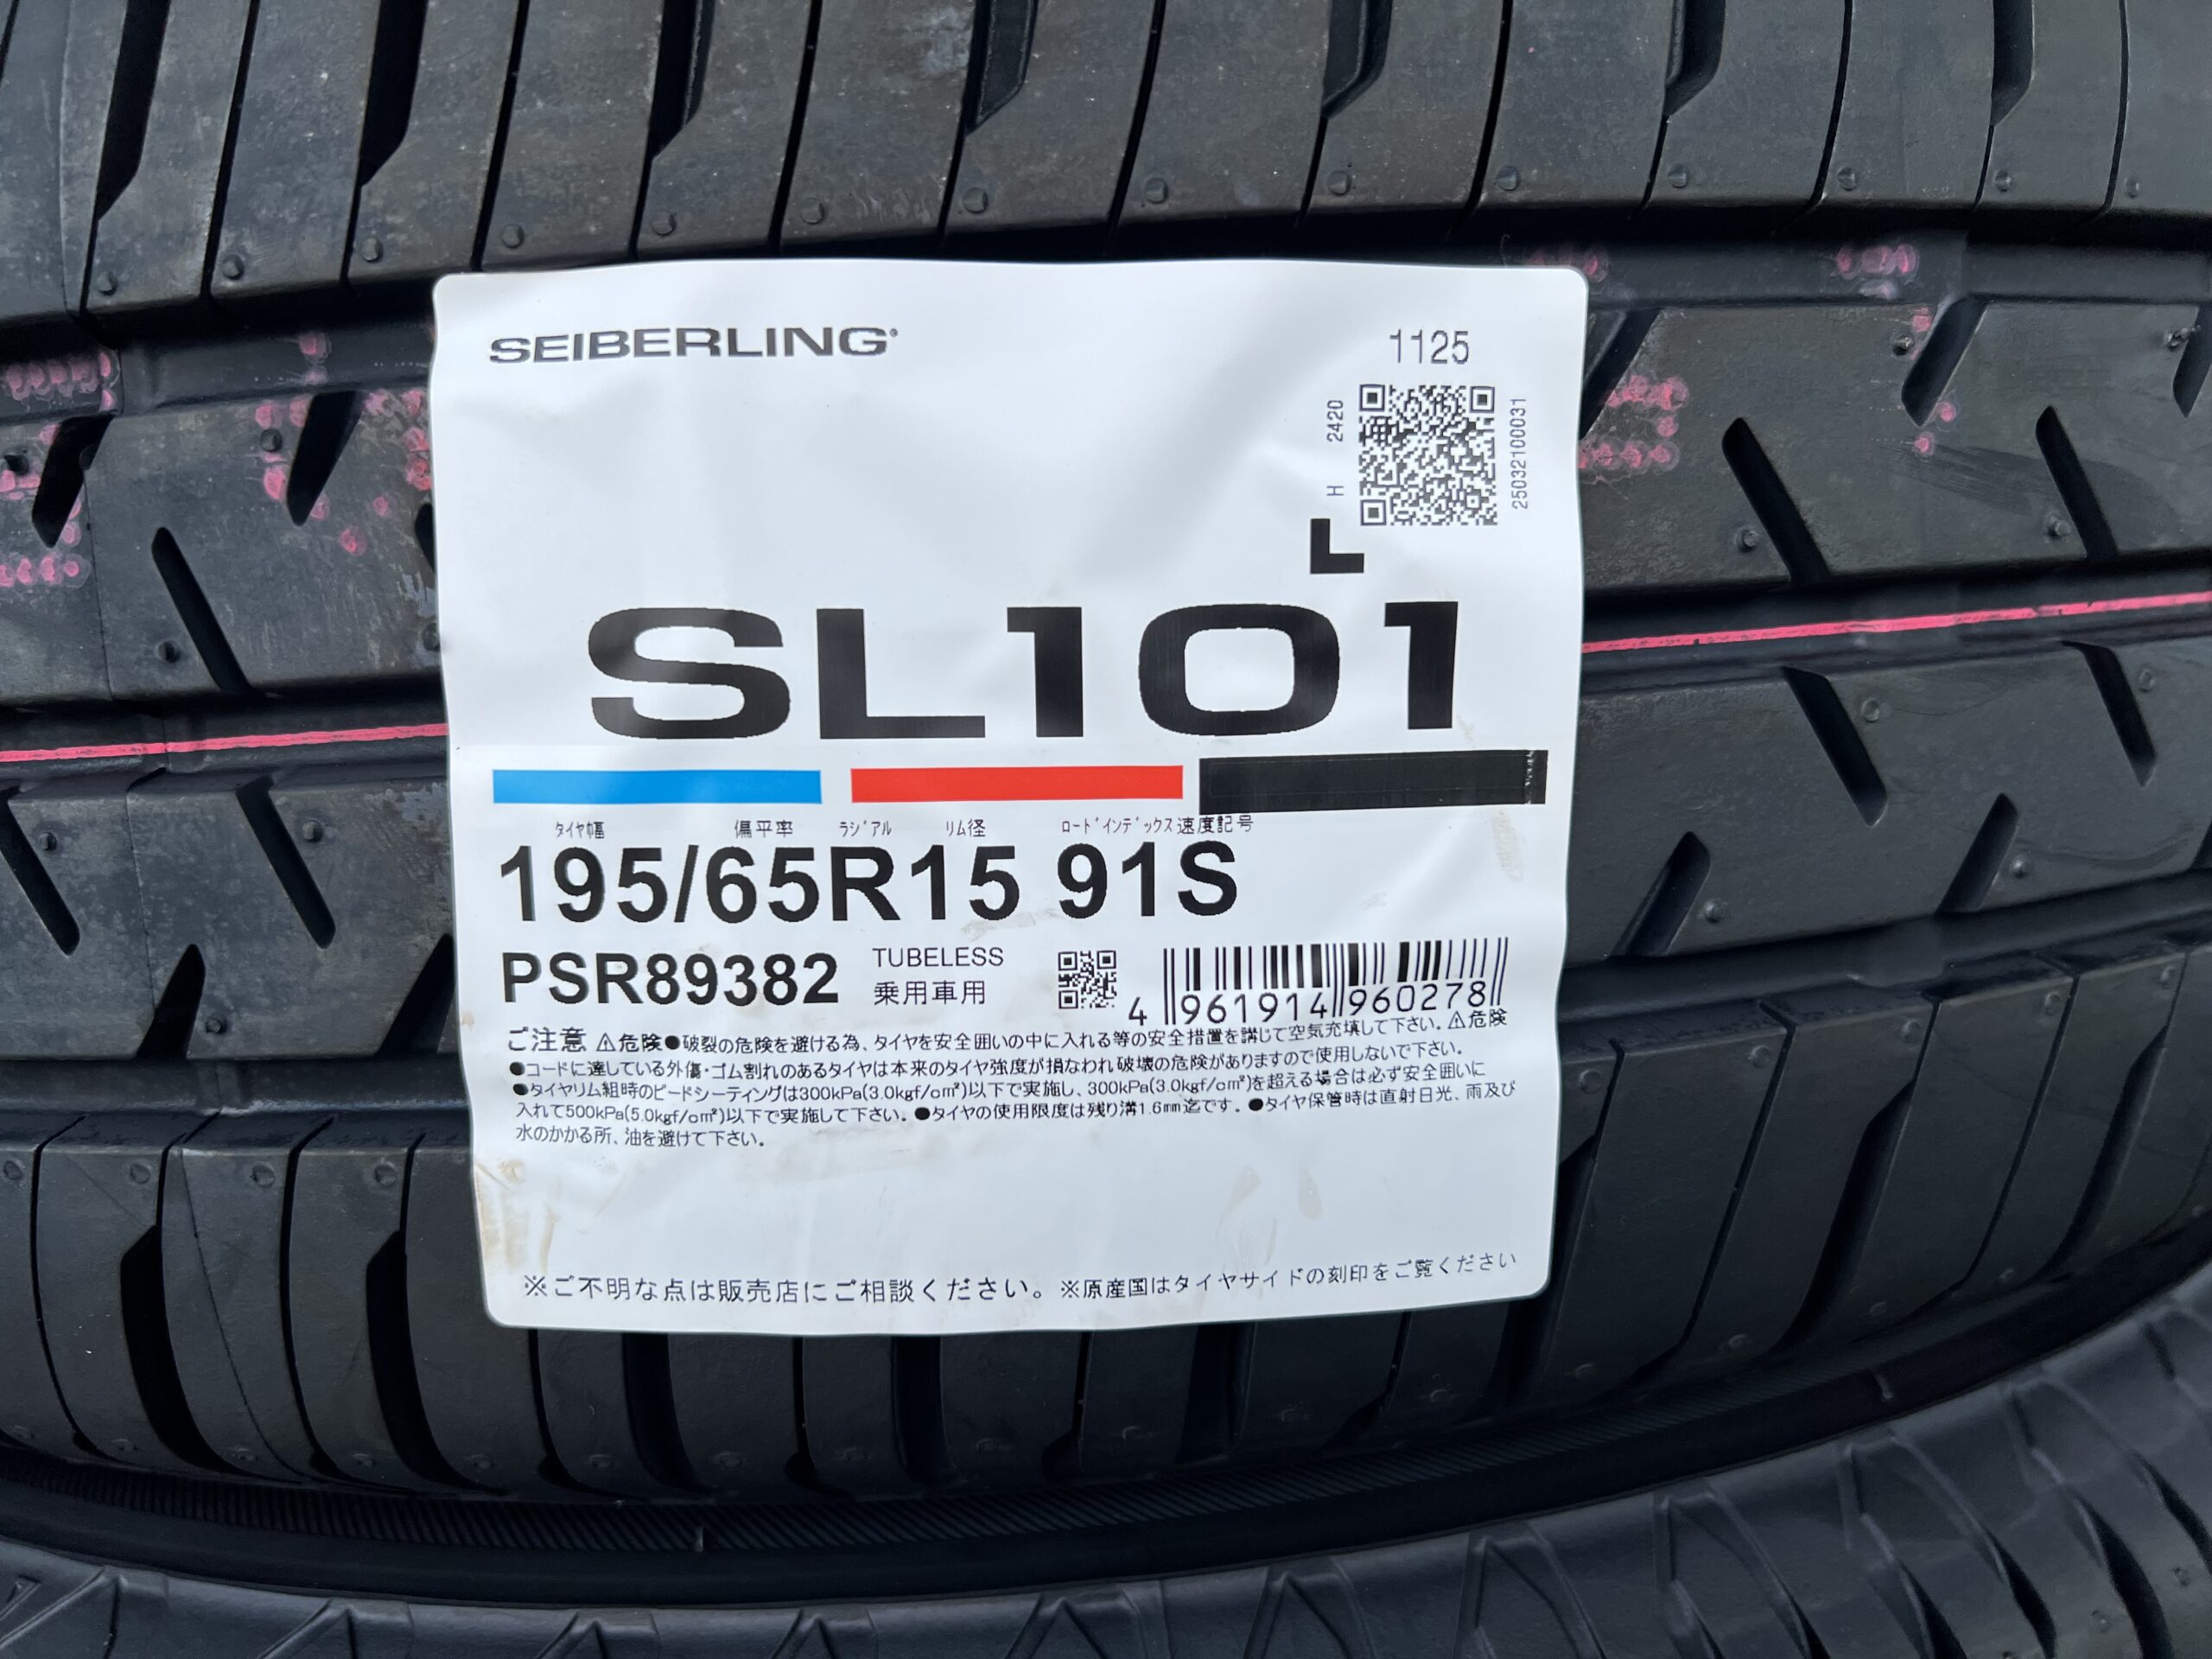 SEIBERLING
1125
H 2420
25032100031
L
SL101
タイヤ幅 偏平率 ラジアル リム径 ロードインデックス 速度記号
195/65R15 91S
PSR89382
TUBELESS
乗用車用
4 961914 960278
ご注意 ⚠危険●破裂の危険を避ける為、タイヤを安全囲いの中に入れる等の安全措置を講じて空気充填して下さい。⚠危険
●コードに達している外傷・ゴム割れのあるタイヤは本来のタイヤ強度が損なわれ破壊の危険がありますので使用しないで下さい。
●タイヤリム組時のビードシーティングは300kPa(3.0kgf/c㎡)以下で実施し、300kPa(3.0kgf/c㎡)を超える場合は必ず安全囲いに
入れて500kPa(5.0kgf/c㎡)以下で実施して下さい。●タイヤの使用限度は残り溝1.6㎜迄です。●タイヤ保管時は直射日光、雨及び
水のかかる所、油を避けて下さい。
※ご不明な点は販売店にご相談ください。※原産国はタイヤサイドの刻印をご覧ください